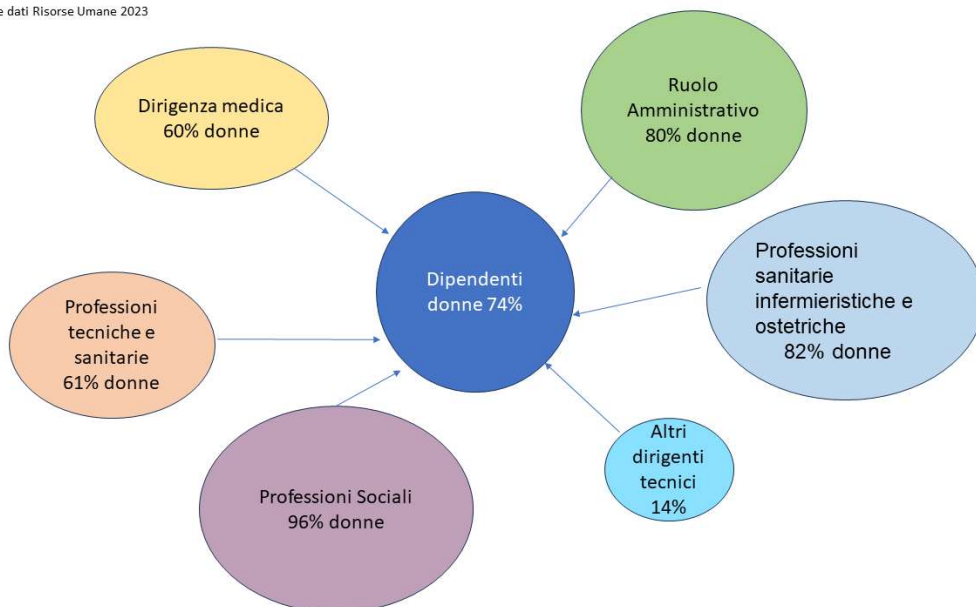 e dati Risorse Umane 2023
Dirigenza medica
60% donne
Ruolo
Amministrativo
80% donne
Dipendenti
donne 74%
Professioni
sanitarie
infermieristiche e
ostetriche
82% donne
Professioni
tecniche e
sanitarie
61% donne
Altri
dirigenti
tecnici
14%
Professioni Sociali
96% donne